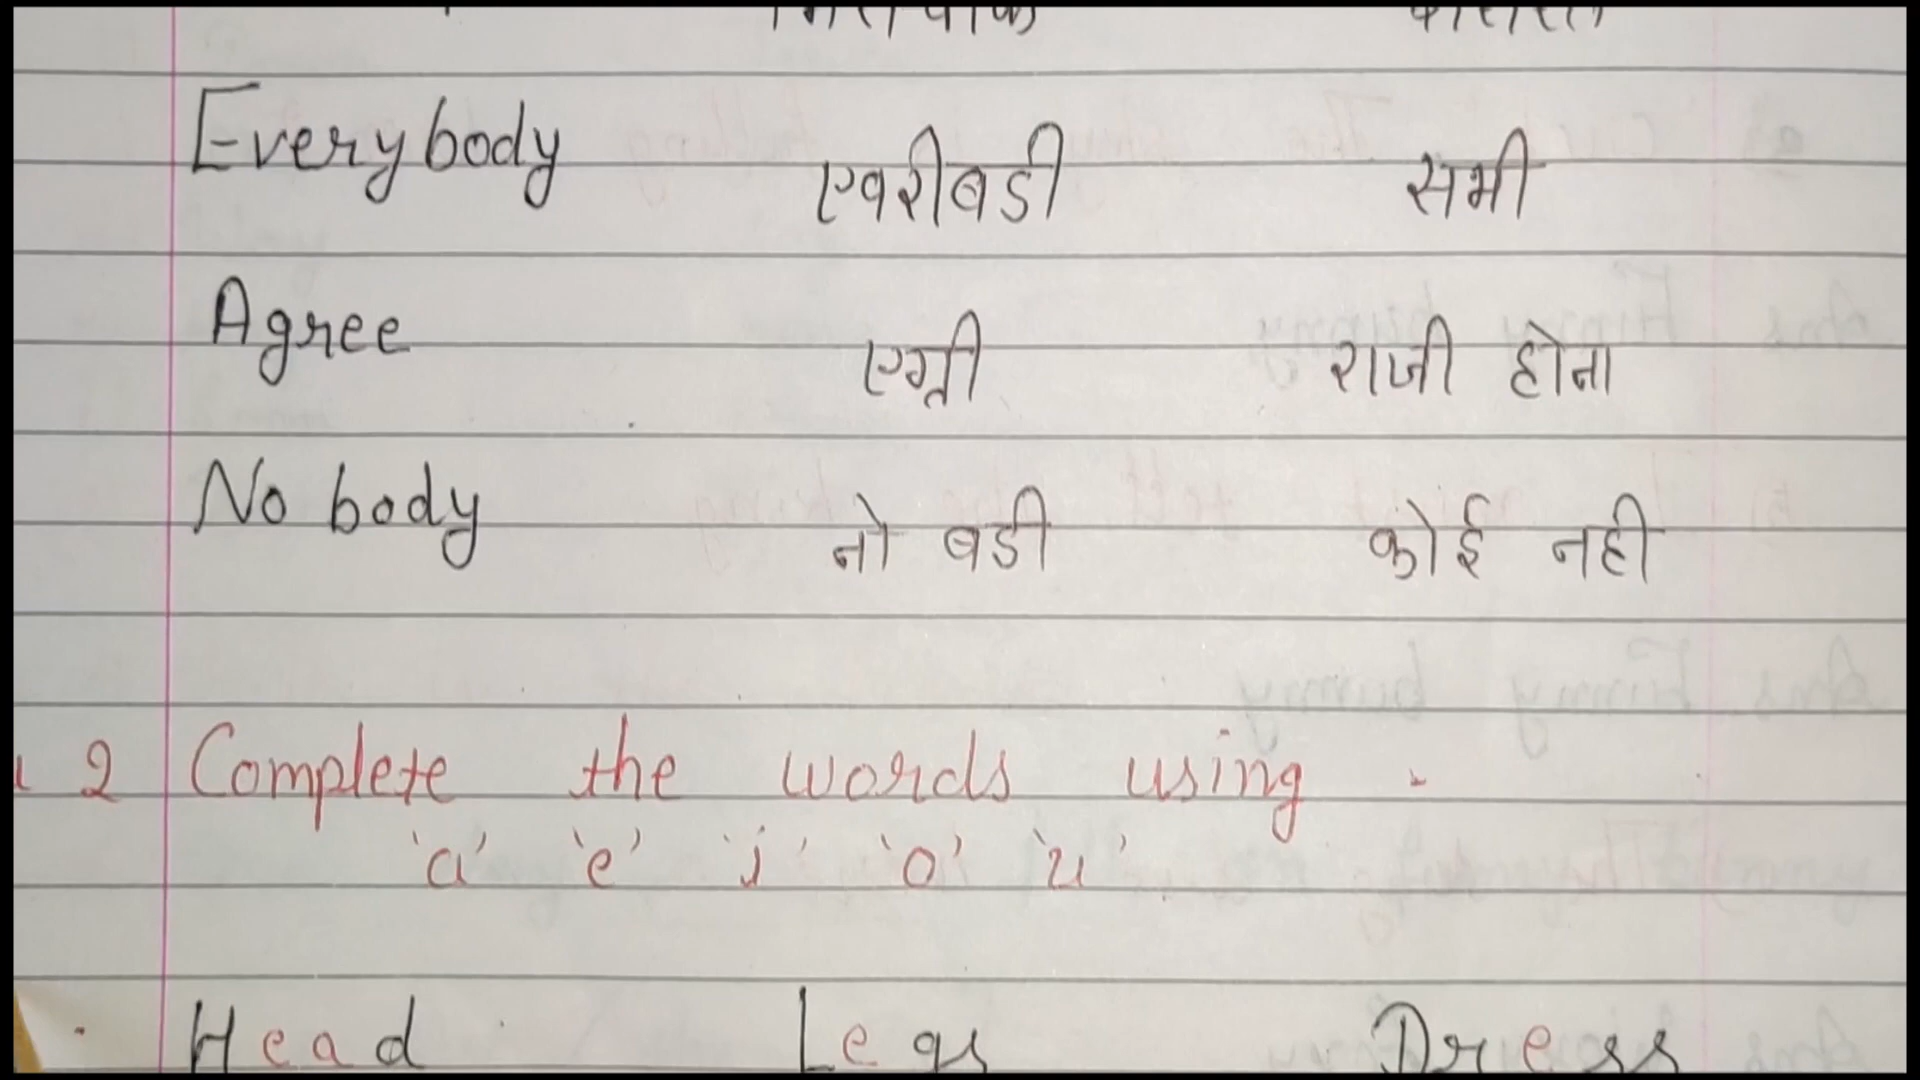 Everybody एवरीबडी सभी
Agree एग्री राजी होना
No body नो बडी कोई नही
2 Complete the words using -
'a' 'e' 'i' 'o' 'u'
Head Legs Dress